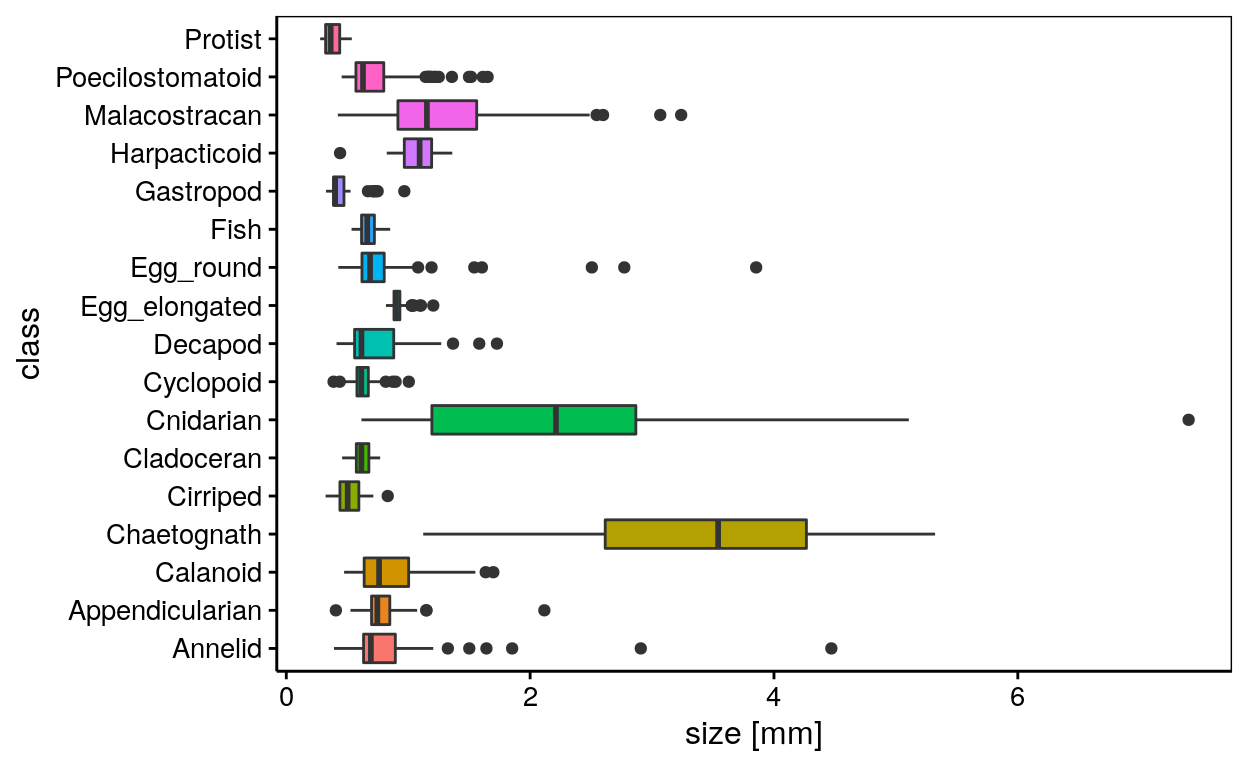 Protist
Poecilostomatoid
Malacostracan
Harpacticoid
Gastropod
Fish
Egg_round
Egg_elongated
Decapod
Cyclopoid
Cnidarian
Cladoceran
Cirriped
Chaetognath
Calanoid
Appendicularian
Annelid
class
0 2 4 6
size [mm]